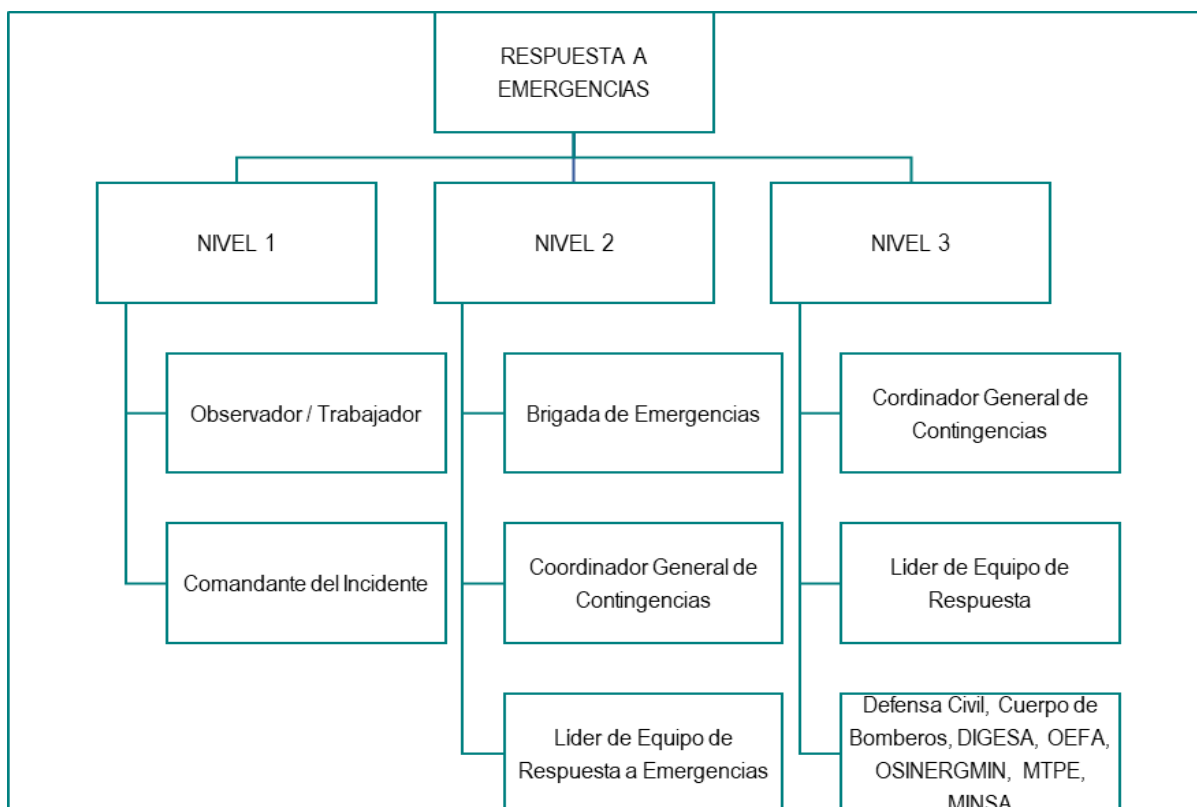 RESPUESTA A
EMERGENCIAS
NIVEL 1
NIVEL 2
NIVEL 3
Observador / Trabajador
Comandante del Incidente
Brigada de Emergencias
Coordinador General de
Contingencias
Líder de Equipo de
Respuesta a Emergencias
Cordinador General de
Contingencias
Líder de Equipo de
Respuesta
Defensa Civil, Cuerpo de
Bomberos, DIGESA, OEFA,
OSINERGMIN, MTPE,
MINSA